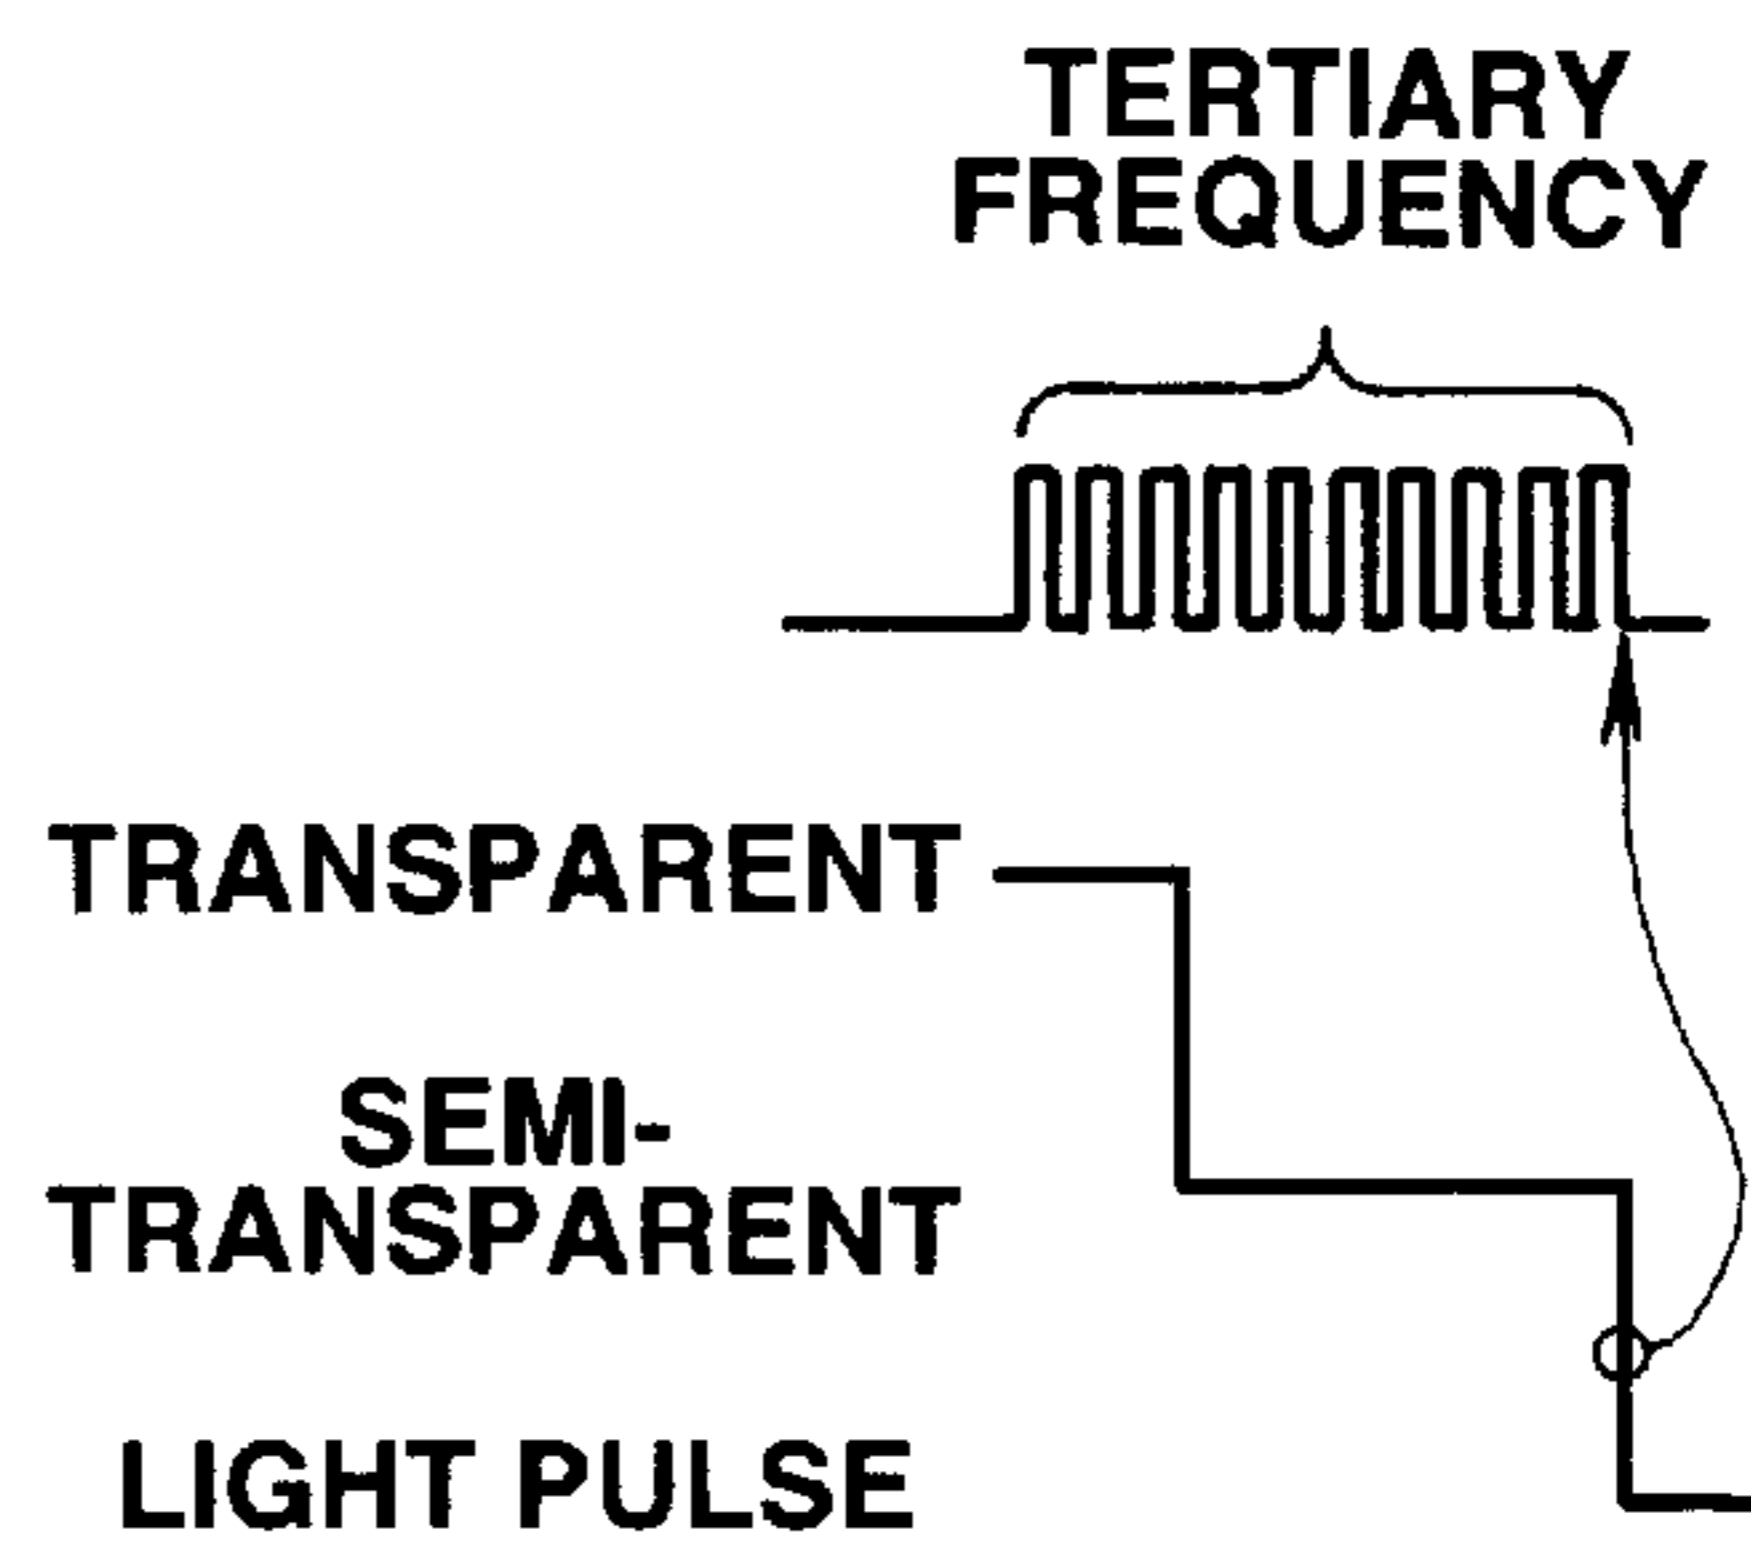 TERTIARY
FREQUENCY
TRANSPARENT
SEMI-
TRANSPARENT
LIGHT PULSE